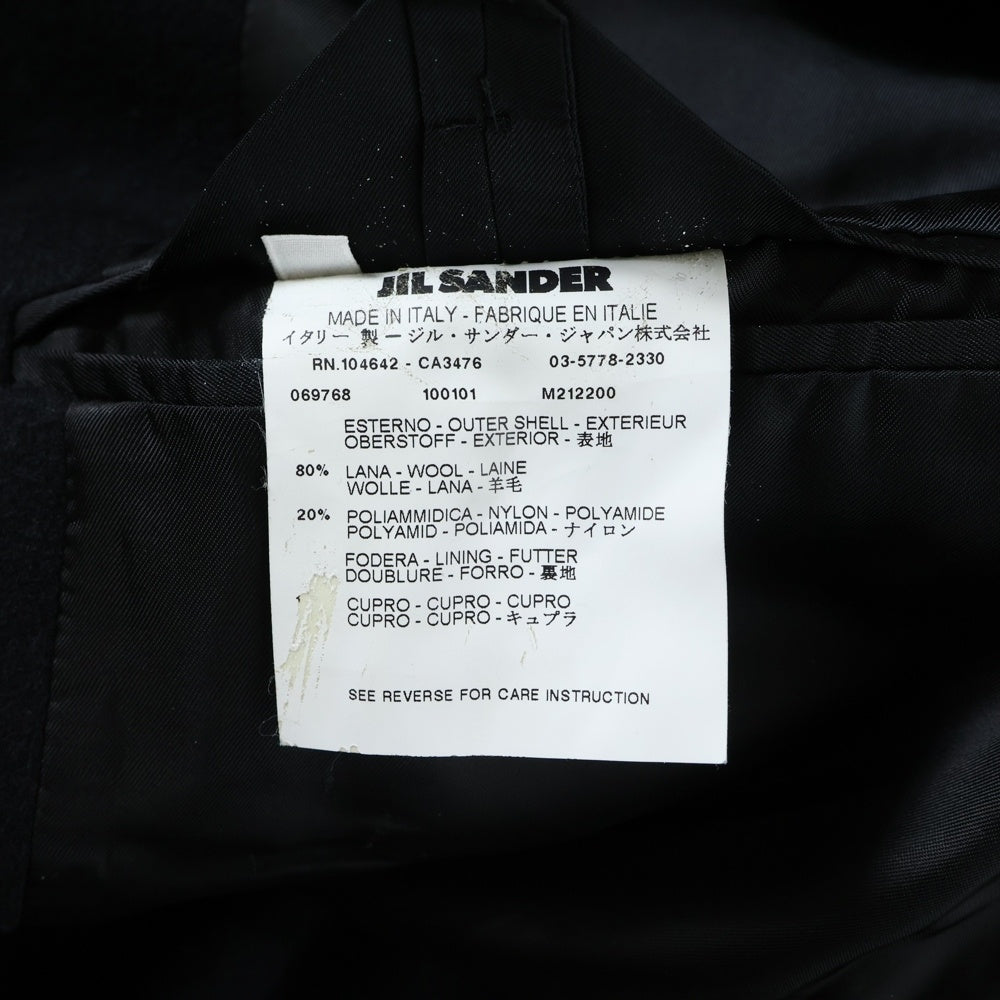 JIL SANDER
MADE IN ITALY - FABRIQUE EN ITALIE
イタリー 製 ー ジル・サンダー・ジャパン株式会社
RN.104642 - CA3476 03-5778-2330
069768 100101 M212200
ESTERNO - OUTER SHELL - EXTERIEUR
OBERSTOFF - EXTERIOR - 表地
80% LANA - WOOL - LAINE
WOLLE - LANA - 羊毛
20% POLIAMMIDICA - NYLON - POLYAMIDE
POLYAMID - POLIAMIDA - ナイロン
FODERA - LINING - FUTTER
DOUBLURE - FORRO - 裏地
CUPRO - CUPRO - CUPRO
CUPRO - CUPRO - キュプラ
SEE REVERSE FOR CARE INSTRUCTION